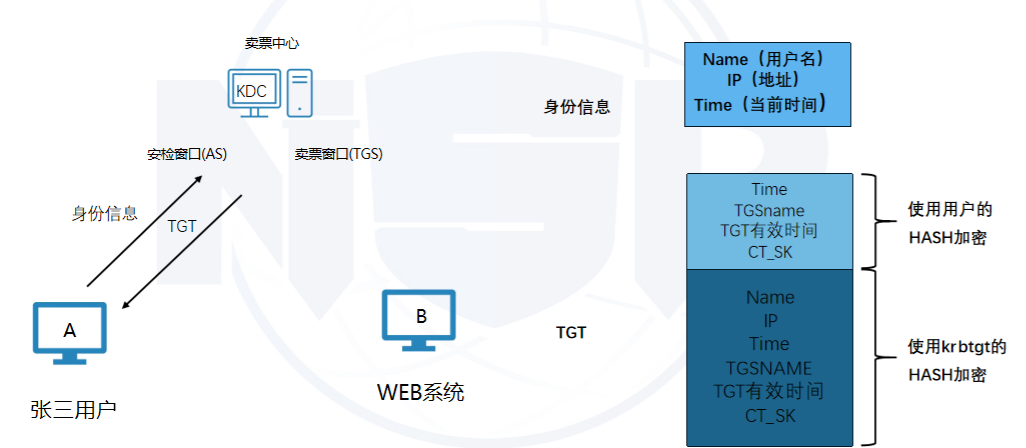 卖票中心
KDC
安检窗口(AS)
卖票窗口(TGS)
身份信息
TGT
A
张三用户
B
WEB系统
身份信息
Name（用户名）
IP（地址）
Time（当前时间）
TGT
Time
TGSname
TGT有效时间
CT_SK
使用用户的
HASH加密
Name
IP
Time
TGSNAME
TGT有效时间
CT_SK
使用krbtgt的
HASH加密
NSP